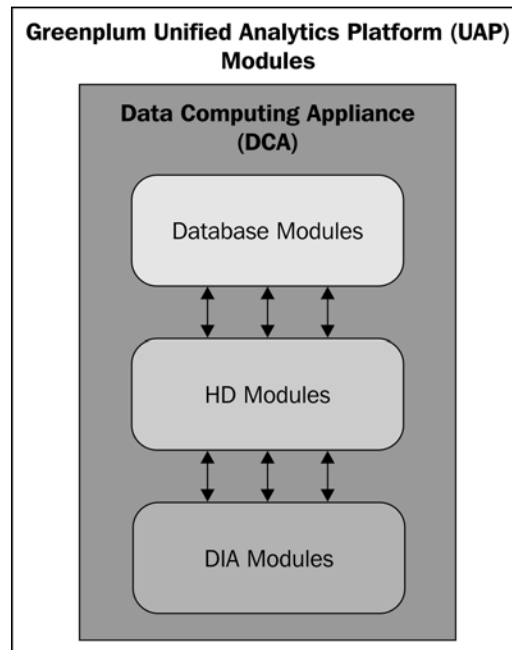 Greenplum Unified Analytics Platform (UAP)
Modules
Data Computing Appliance
(DCA)
Database Modules
HD Modules
DIA Modules